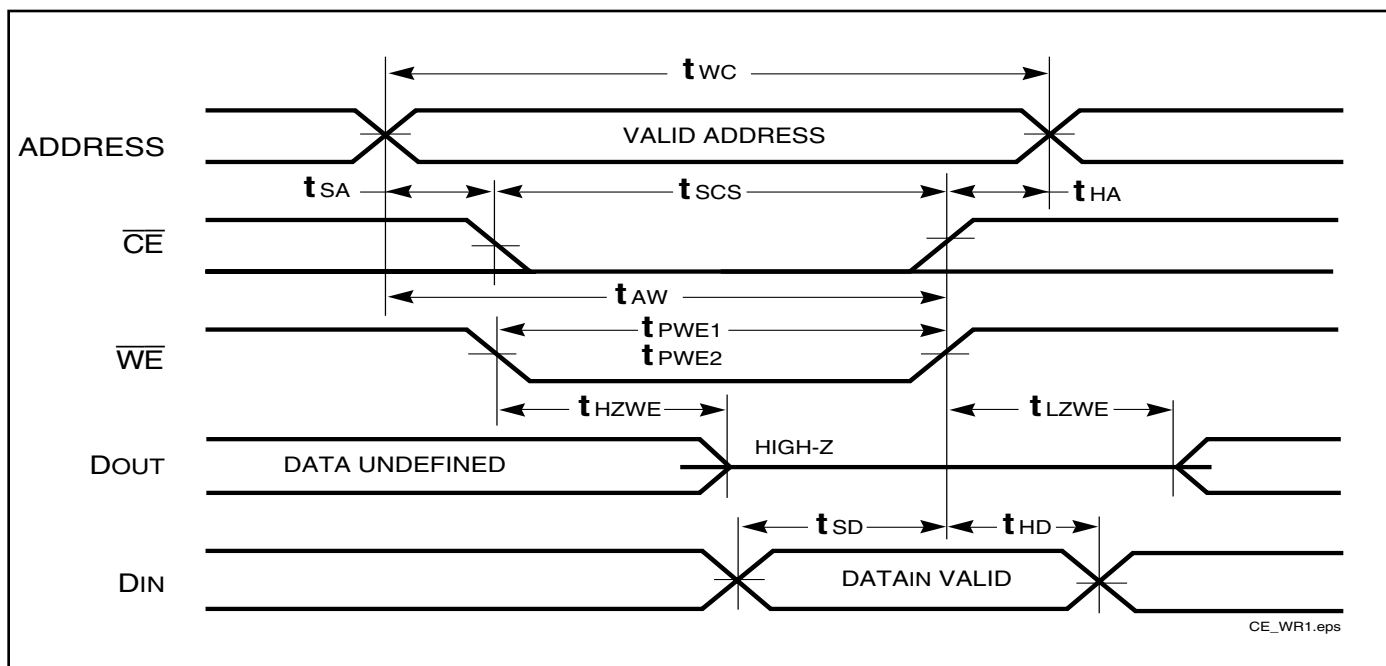 tWC
ADDRESS
VALID ADDRESS
tSA
tSCS
tHA
CE
tAW
tPWE1
WE
tPWE2
tHZWE
tLZWE
DOUT
DATA UNDEFINED
HIGH-Z
tSD
tHD
DIN
DATAIN VALID
CE_WR1.eps